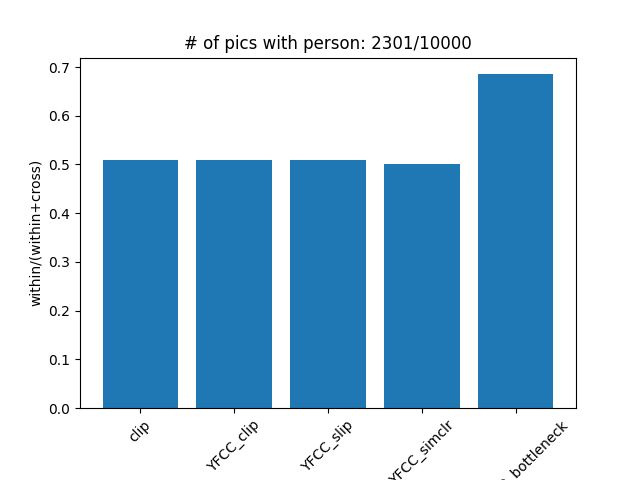 # of pics with person: 2301/10000
within/(within+cross)
0.7
0.6
0.5
0.4
0.3
0.2
0.1
0.0
clip
YFCC_clip
YFCC_slip
YFCC_simclr
_bottleneck